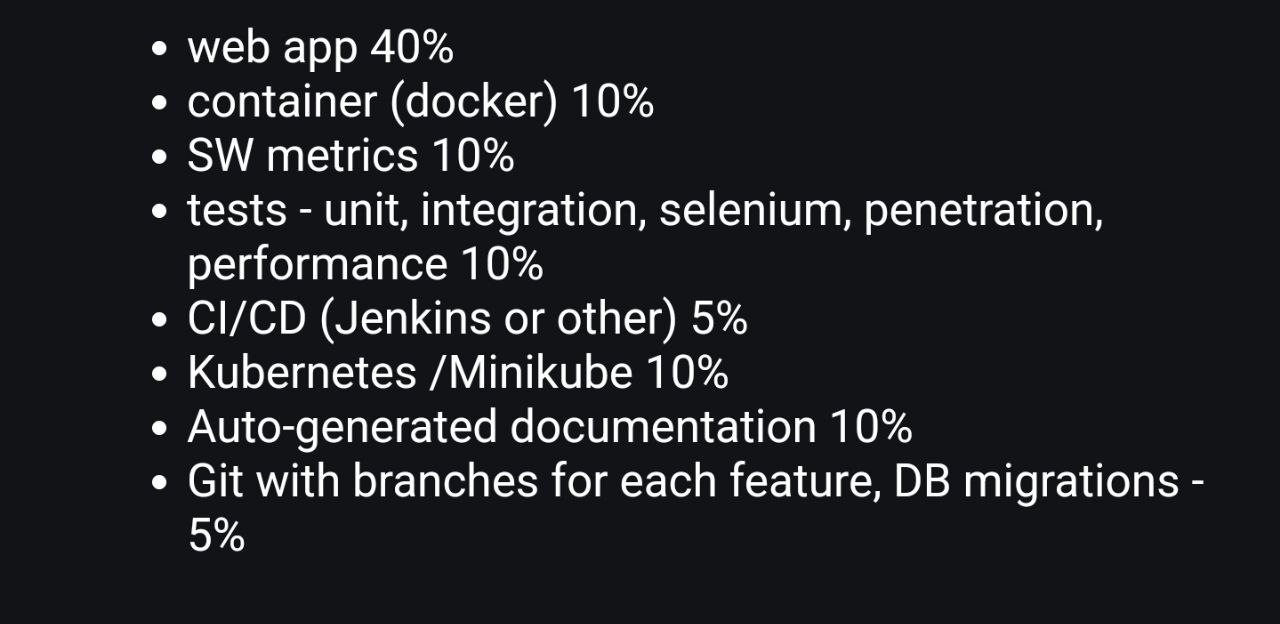 • web app 40%
• container (docker) 10%
• SW metrics 10%
• tests - unit, integration, selenium, penetration,
performance 10%
• CI/CD (Jenkins or other) 5%
• Kubernetes /Minikube 10%
• Auto-generated documentation 10%
• Git with branches for each feature, DB migrations -
5%